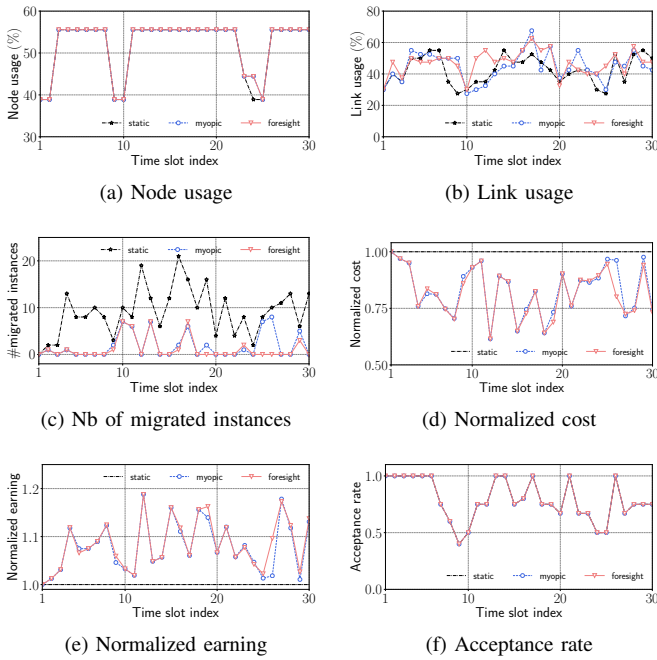 Node usage (%)
60
50
40
30
static myopic foresight
1 10 20 30
Time slot index
(a) Node usage
Link usage (%)
80
60
40
20
0
static myopic foresight
1 10 20 30
Time slot index
(b) Link usage
#migrated instances
20
10
0
static myopic foresight
1 10 20 30
Time slot index
(c) Nb of migrated instances
Normalized cost
1.00
0.75
0.50
static myopic foresight
1 10 20 30
Time slot index
(d) Normalized cost
Normalized earning
1.2
1.1
1.0
static myopic foresight
1 10 20 30
Time slot index
(e) Normalized earning
Acceptance rate
1.0
0.5
0.0
static myopic foresight
1 10 20 30
Time slot index
(f) Acceptance rate